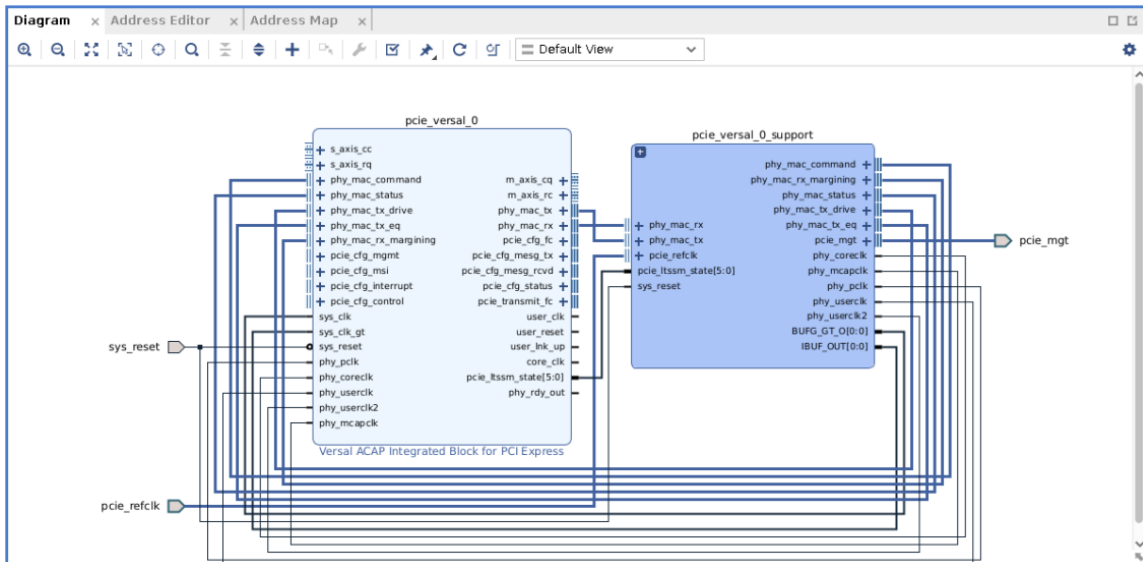 Diagram
Address Editor
Address Map
Default View
pcie_versal_0
s_axis_cc
s_axis_rq
phy_mac_command
phy_mac_status
phy_mac_tx_drive
phy_mac_tx_eq
phy_mac_rx_margining
pcie_cfg_mgmt
pcie_cfg_msi
pcie_cfg_interrupt
pcie_cfg_control
sys_clk
sys_clk_gt
sys_reset
phy_pclk
phy_coreclk
phy_userclk
phy_userclk2
phy_mcapclk
m_axis_cq
m_axis_rc
phy_mac_tx
phy_mac_rx
pcie_cfg_fc
pcie_cfg_mesg_tx
pcie_cfg_mesg_rcvd
pcie_cfg_status
pcie_transmit_fc
user_clk
user_reset
user_lnk_up
core_clk
pcie_ltssm_state[5:0]
phy_rdy_out
Versal ACAP Integrated Block for PCI Express
pcie_versal_0_support
phy_mac_rx
phy_mac_tx
pcie_refclk
pcie_ltssm_state[5:0]
sys_reset
phy_mac_command
phy_mac_rx_margining
phy_mac_status
phy_mac_tx_drive
phy_mac_tx_eq
pcie_mgt
phy_coreclk
phy_mcapclk
phy_pclk
phy_userclk
phy_userclk2
BUFG_GT_O[0:0]
IBUF_OUT[0:0]
pcie_mgt
sys_reset
pcie_refclk